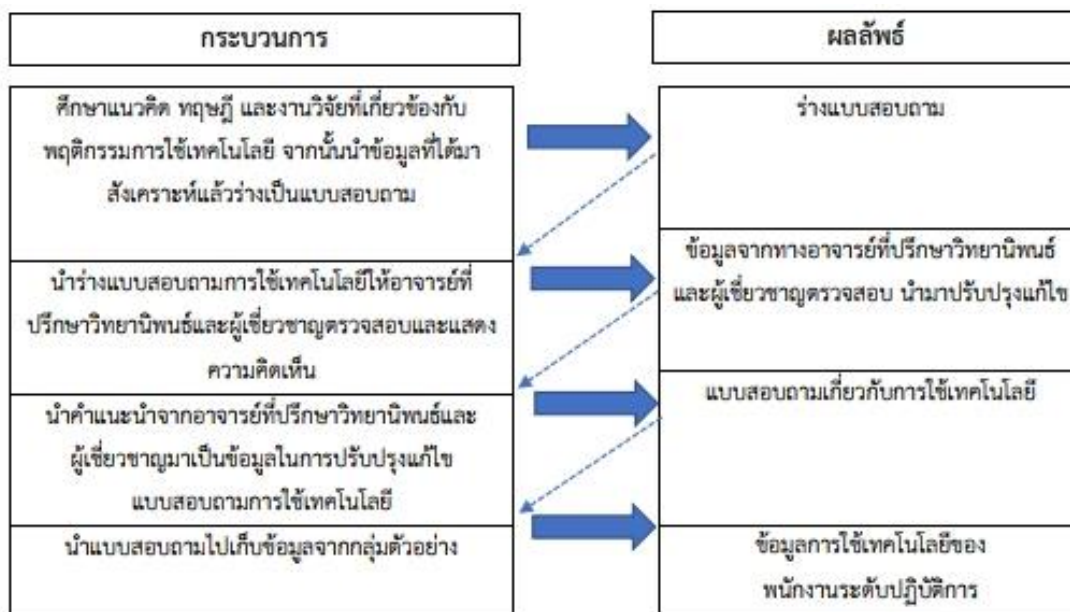 กระบวนการ
ผลลัพธ์
ศึกษาแนวคิด ทฤษฎี และงานวิจัยที่เกี่ยวข้องกับ
พฤติกรรมการใช้เทคโนโลยี จากนั้นนำข้อมูลที่ได้มา
สังเคราะห์แล้วร่างเป็นแบบสอบถาม
ร่างแบบสอบถาม
นำร่างแบบสอบถามการใช้เทคโนโลยีให้อาจารย์ที่
ปรึกษาวิทยานิพนธ์และผู้เชี่ยวชาญตรวจสอบและแสดง
ความคิดเห็น
ข้อมูลจากทางอาจารย์ที่ปรึกษาวิทยานิพนธ์
และผู้เชี่ยวชาญตรวจสอบ นำมาปรับปรุงแก้ไข
นำคำแนะนำจากอาจารย์ที่ปรึกษาวิทยานิพนธ์และ
ผู้เชี่ยวชาญมาเป็นข้อมูลในการปรับปรุงแก้ไข
แบบสอบถามการใช้เทคโนโลยี
แบบสอบถามเกี่ยวกับการใช้เทคโนโลยี
นำแบบสอบถามไปเก็บข้อมูลจากกลุ่มตัวอย่าง
ข้อมูลการใช้เทคโนโลยีของ
พนักงานระดับปฏิบัติการ